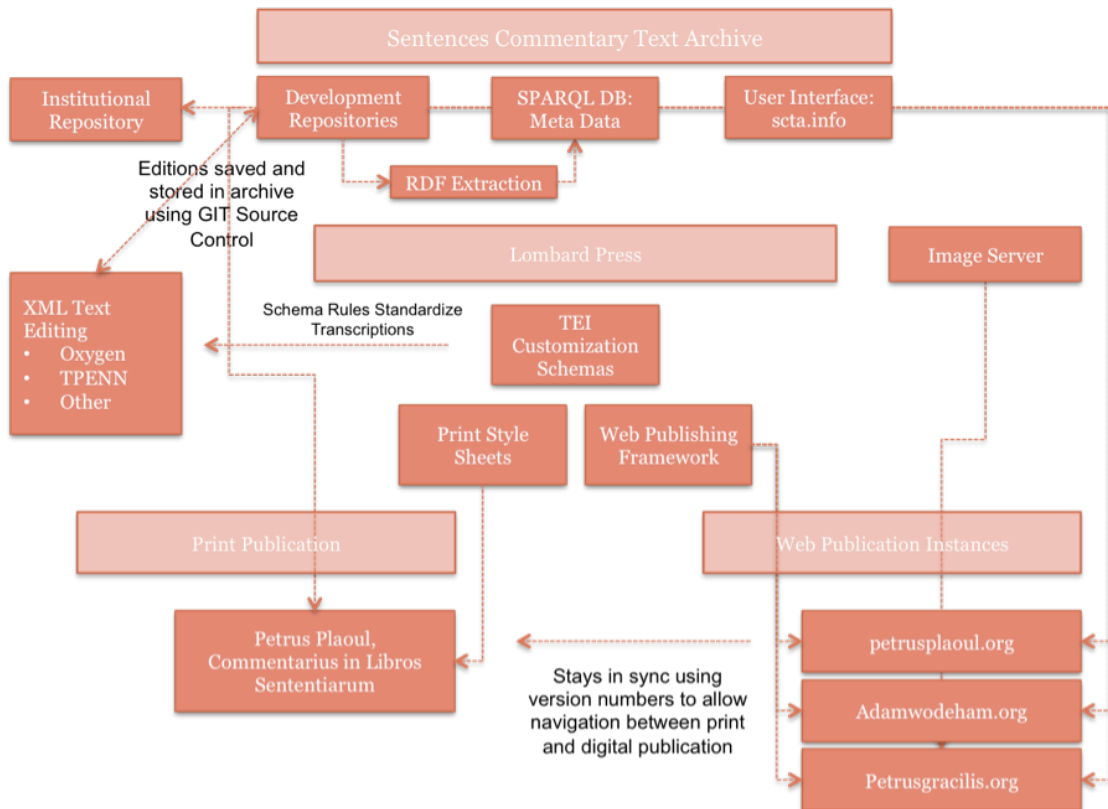 Sentences Commentary Text Archive
Institutional
Repository
Development
Repositories
SPARQL DB:
Meta Data
User Interface:
scta.info
RDF Extraction
Editions saved and
stored in archive
using GIT Source
Control
Lombard Press
Image Server
XML Text
Editing
• Oxygen
• TPENN
• Other
Schema Rules Standardize
Transcriptions
TEI
Customization
Schemas
Print Style
Sheets
Web Publishing
Framework
Print Publication
Web Publication Instances
Petrus Plaoul,
Commentarius in Libros
Sententiarum
Stays in sync using
version numbers to allow
navigation between print
and digital publication
petrusplaoul.org
Adamwodeham.org
Petrusgracilis.org